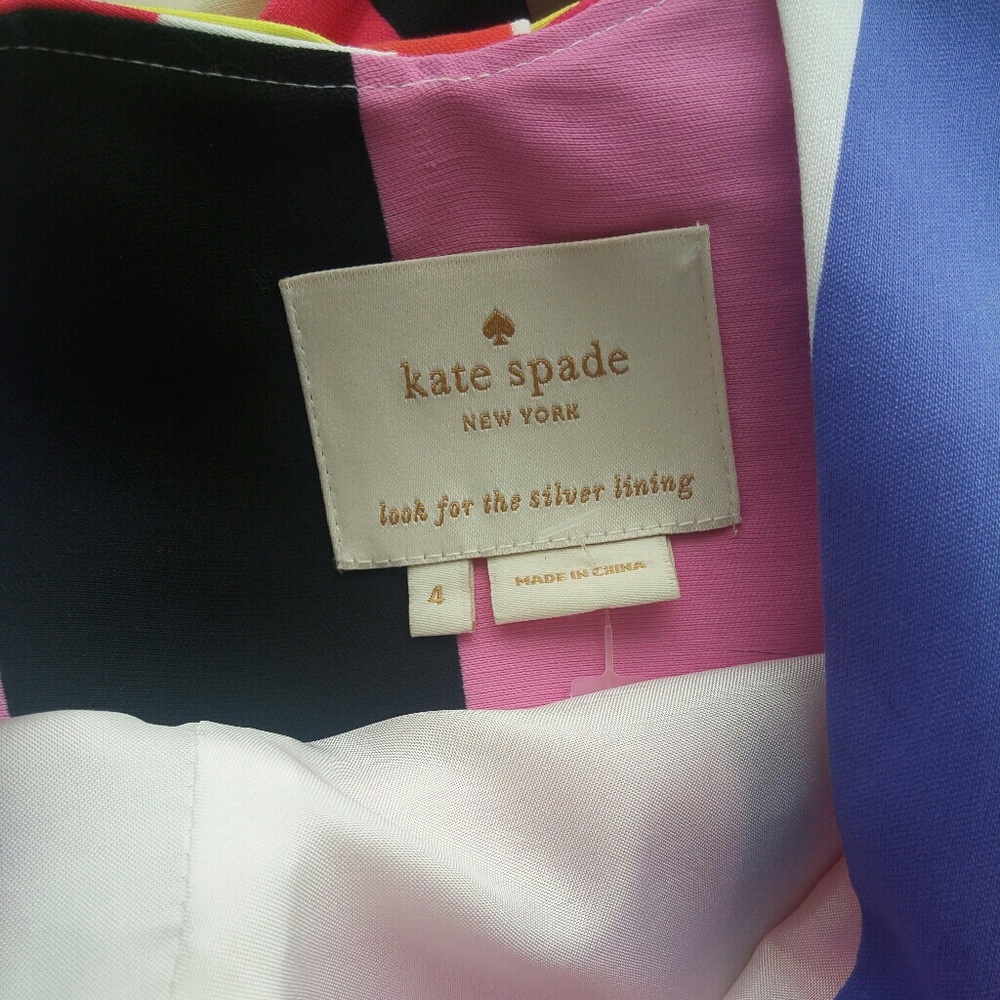 kate spade
NEW YORK
look for the silver lining
4
MADE IN CHINA